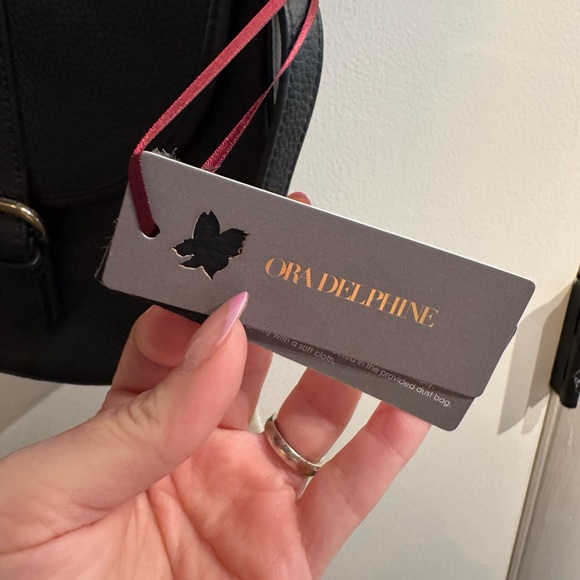 ORA DELPHINE
in the provided dust bag.
with a soft cloth.